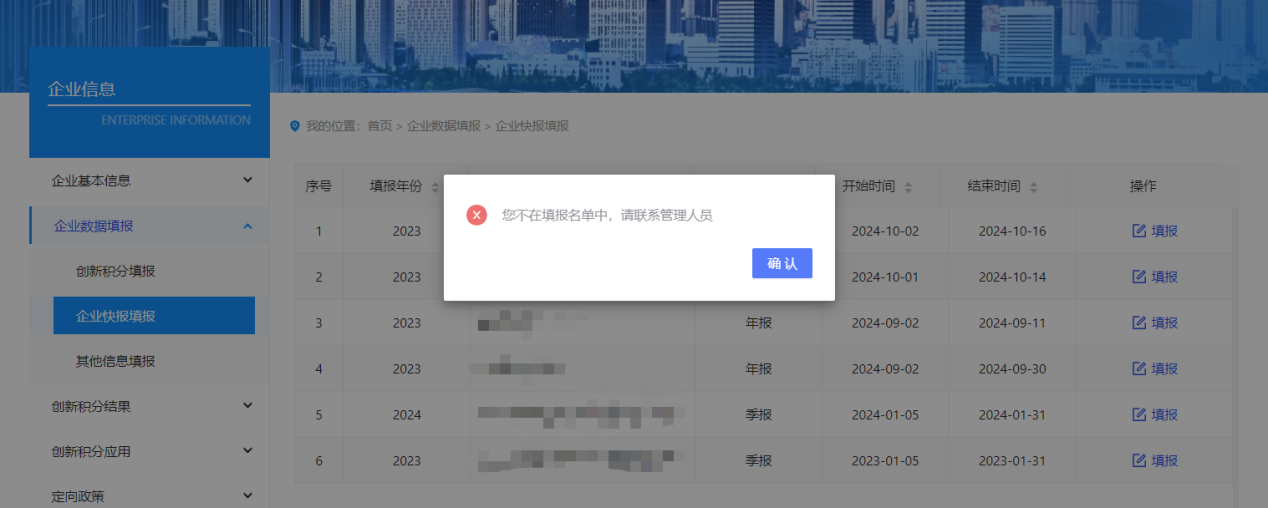 企业信息
ENTERPRISE INFORMATION
我的位置：首页 > 企业数据填报 > 企业快报填报
企业基本信息
企业数据填报
创新积分填报
企业快报填报
其他信息填报
创新积分结果
创新积分应用
定向政策
序号 填报年份 开始时间 结束时间 操作
1 2023 2024-10-02 2024-10-16 填报
2 2023 2024-10-01 2024-10-14 填报
3 2023 年报 2024-09-02 2024-09-11 填报
4 2023 年报 2024-09-02 2024-09-30 填报
5 2024 季报 2024-01-05 2024-01-31 填报
6 2023 季报 2023-01-05 2023-01-31 填报
您不在填报名单中，请联系管理人员
确认